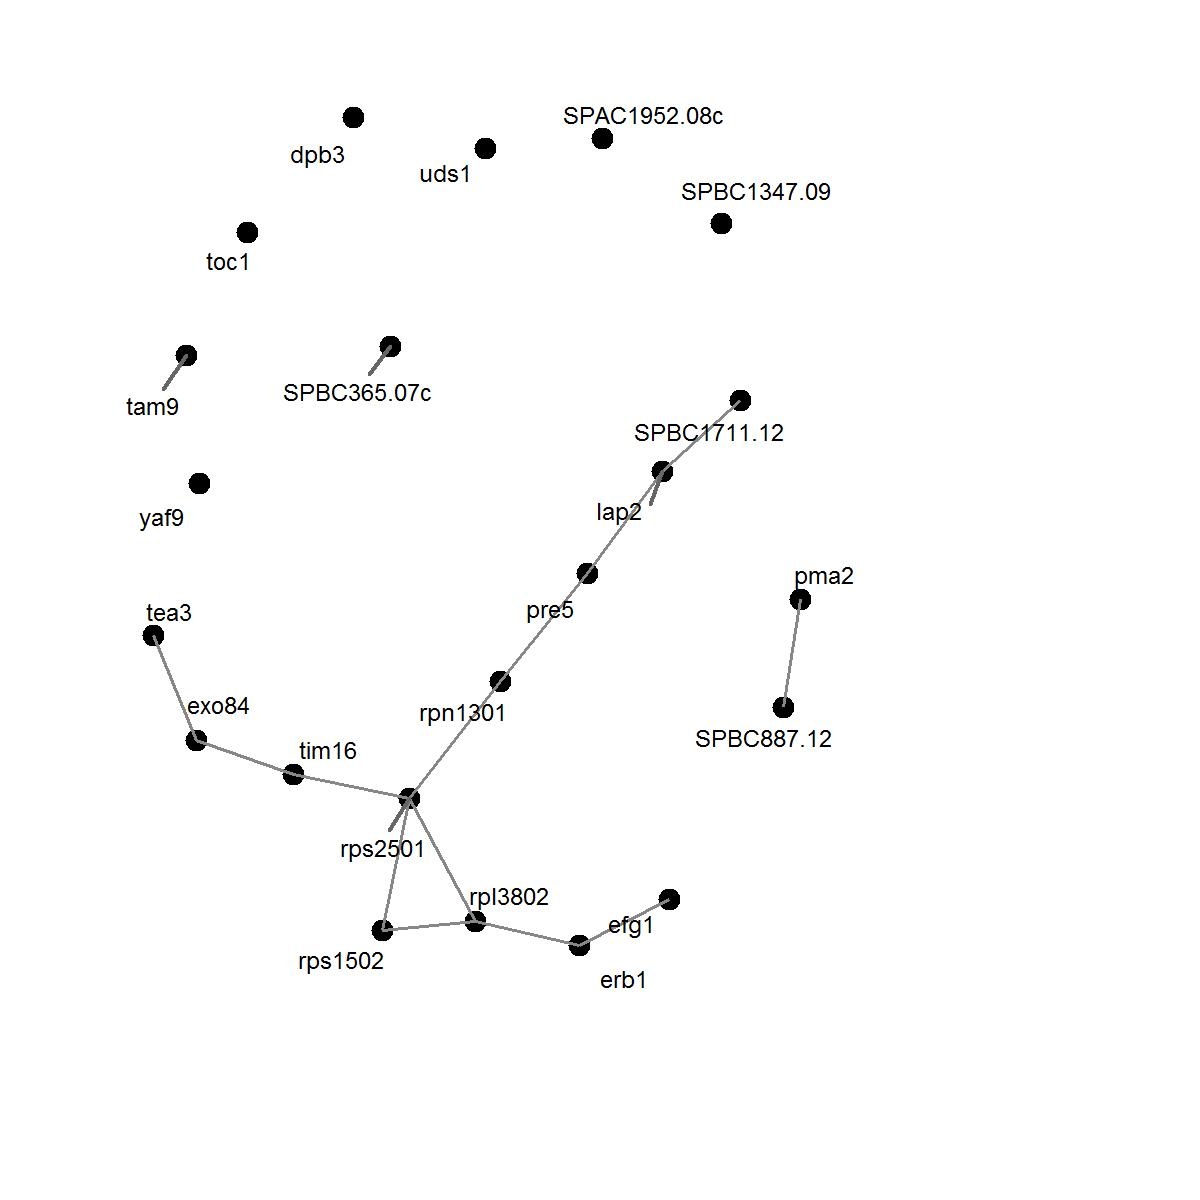 SPAC1952.08c
dpb3
uds1
SPBC1347.09
toc1
SPBC365.07c
tam9
SPBC1711.12
lap2
yaf9
pma2
pre5
tea3
exo84
rpn1301
SPBC887.12
tim16
rps2501
rpl3802
efg1
rps1502
erb1